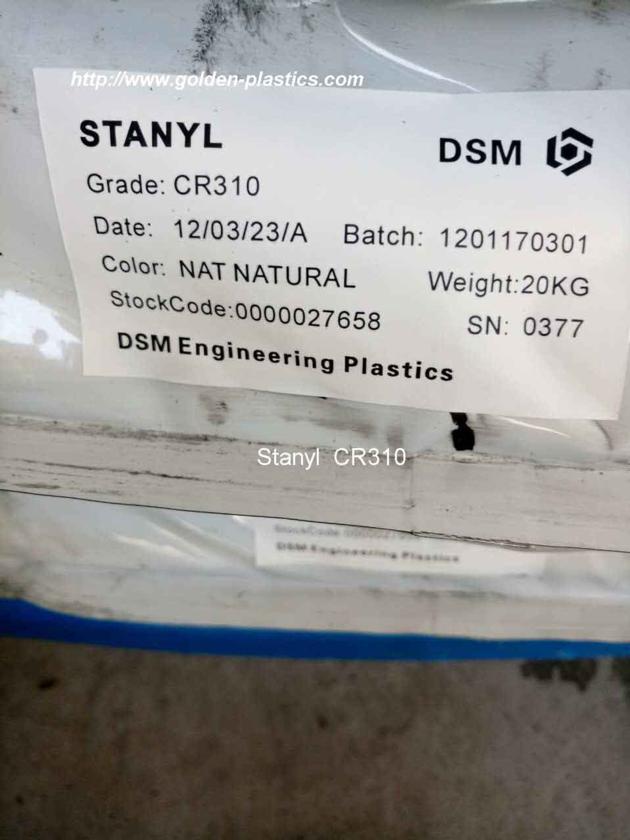 http://www.golden-plastics.com
STANYL DSM
Grade: CR310
Date: 12/03/23/A Batch: 1201170301
Color: NAT NATURAL Weight:20KG
StockCode:0000027658 SN: 0377
DSM Engineering Plastics
Stanyl CR310
StockCode
DSM Engineering Plastics